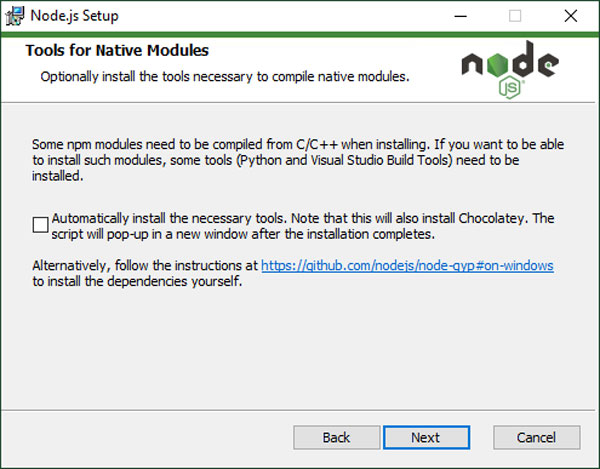 Node.js Setup
Tools for Native Modules
Optionally install the tools necessary to compile native modules.
node
JS
Some npm modules need to be compiled from C/C++ when installing. If you want to be able
to install such modules, some tools (Python and Visual Studio Build Tools) need to be
installed.
Automatically install the necessary tools. Note that this will also install Chocolatey. The
script will pop-up in a new window after the installation completes.
Alternatively, follow the instructions at https://github.com/nodejs/node-gyp#on-windows
to install the dependencies yourself.
Back
Next
Cancel